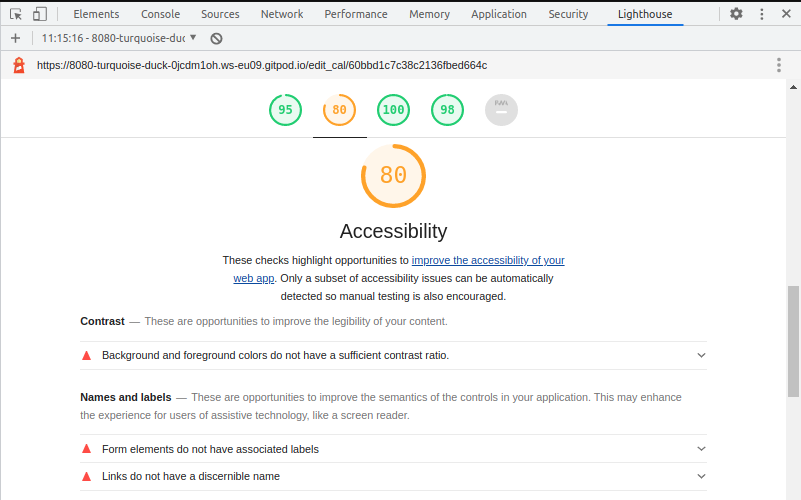 Elements Console Sources Network Performance Memory Application Security Lighthouse
11:15:16 - 8080-turquoise-duc
https://8080-turquoise-duck-0jcdm1oh.ws-eu09.gitpod.io/edit_cal/60bbd1c7c38c2136fbed664c
95 80 100 98 PWA
80
Accessibility
These checks highlight opportunities to improve the accessibility of your
web app. Only a subset of accessibility issues can be automatically
detected so manual testing is also encouraged.
Contrast — These are opportunities to improve the legibility of your content.
Background and foreground colors do not have a sufficient contrast ratio.
Names and labels — These are opportunities to improve the semantics of the controls in your application. This may enhance
the experience for users of assistive technology, like a screen reader.
Form elements do not have associated labels
Links do not have a discernible name